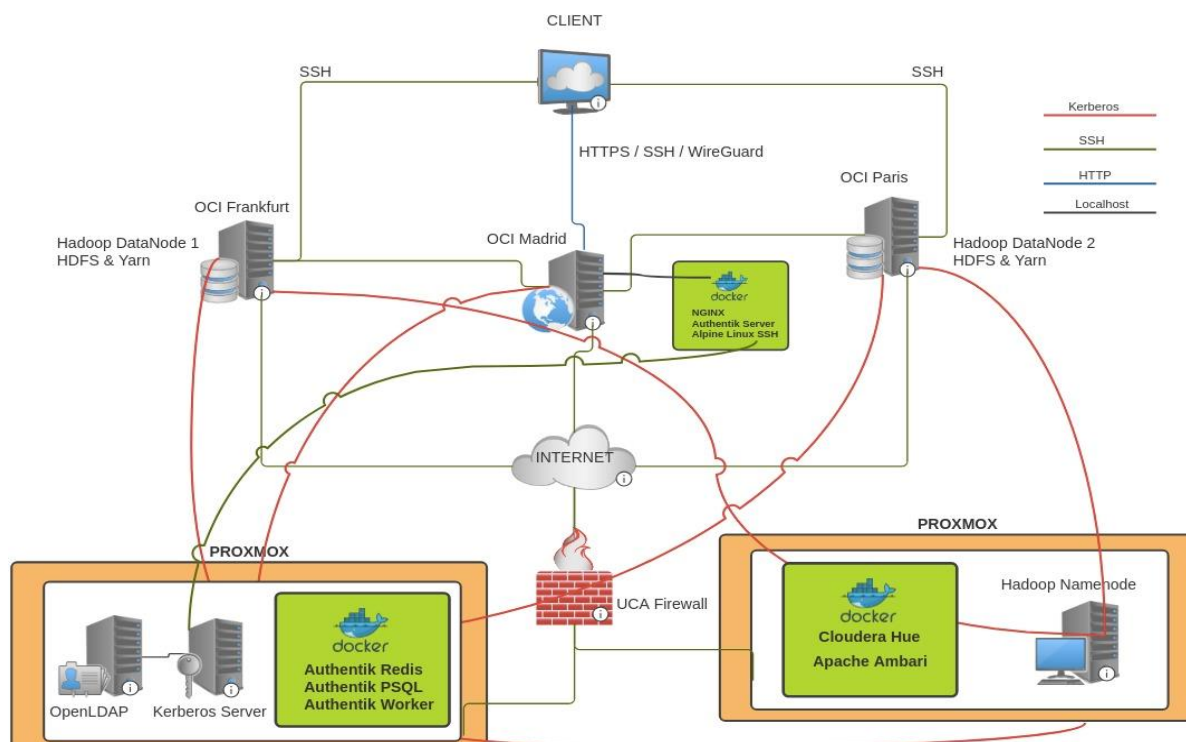 CLIENT
SSH
SSH
Kerberos
SSH
HTTP
Localhost
HTTPS / SSH / WireGuard
OCI Paris
OCI Frankfurt
Hadoop DataNode 1
HDFS & Yarn
OCI Madrid
Hadoop DataNode 2
HDFS & Yarn
docker
NGINX
Authentik Server
Alpine Linux SSH
INTERNET
PROXMOX
PROXMOX
UCA Firewall
Hadoop Namenode
docker
Cloudera Hue
Apache Ambari
docker
Authentik Redis
Authentik PSQL
Authentik Worker
OpenLDAP
Kerberos Server